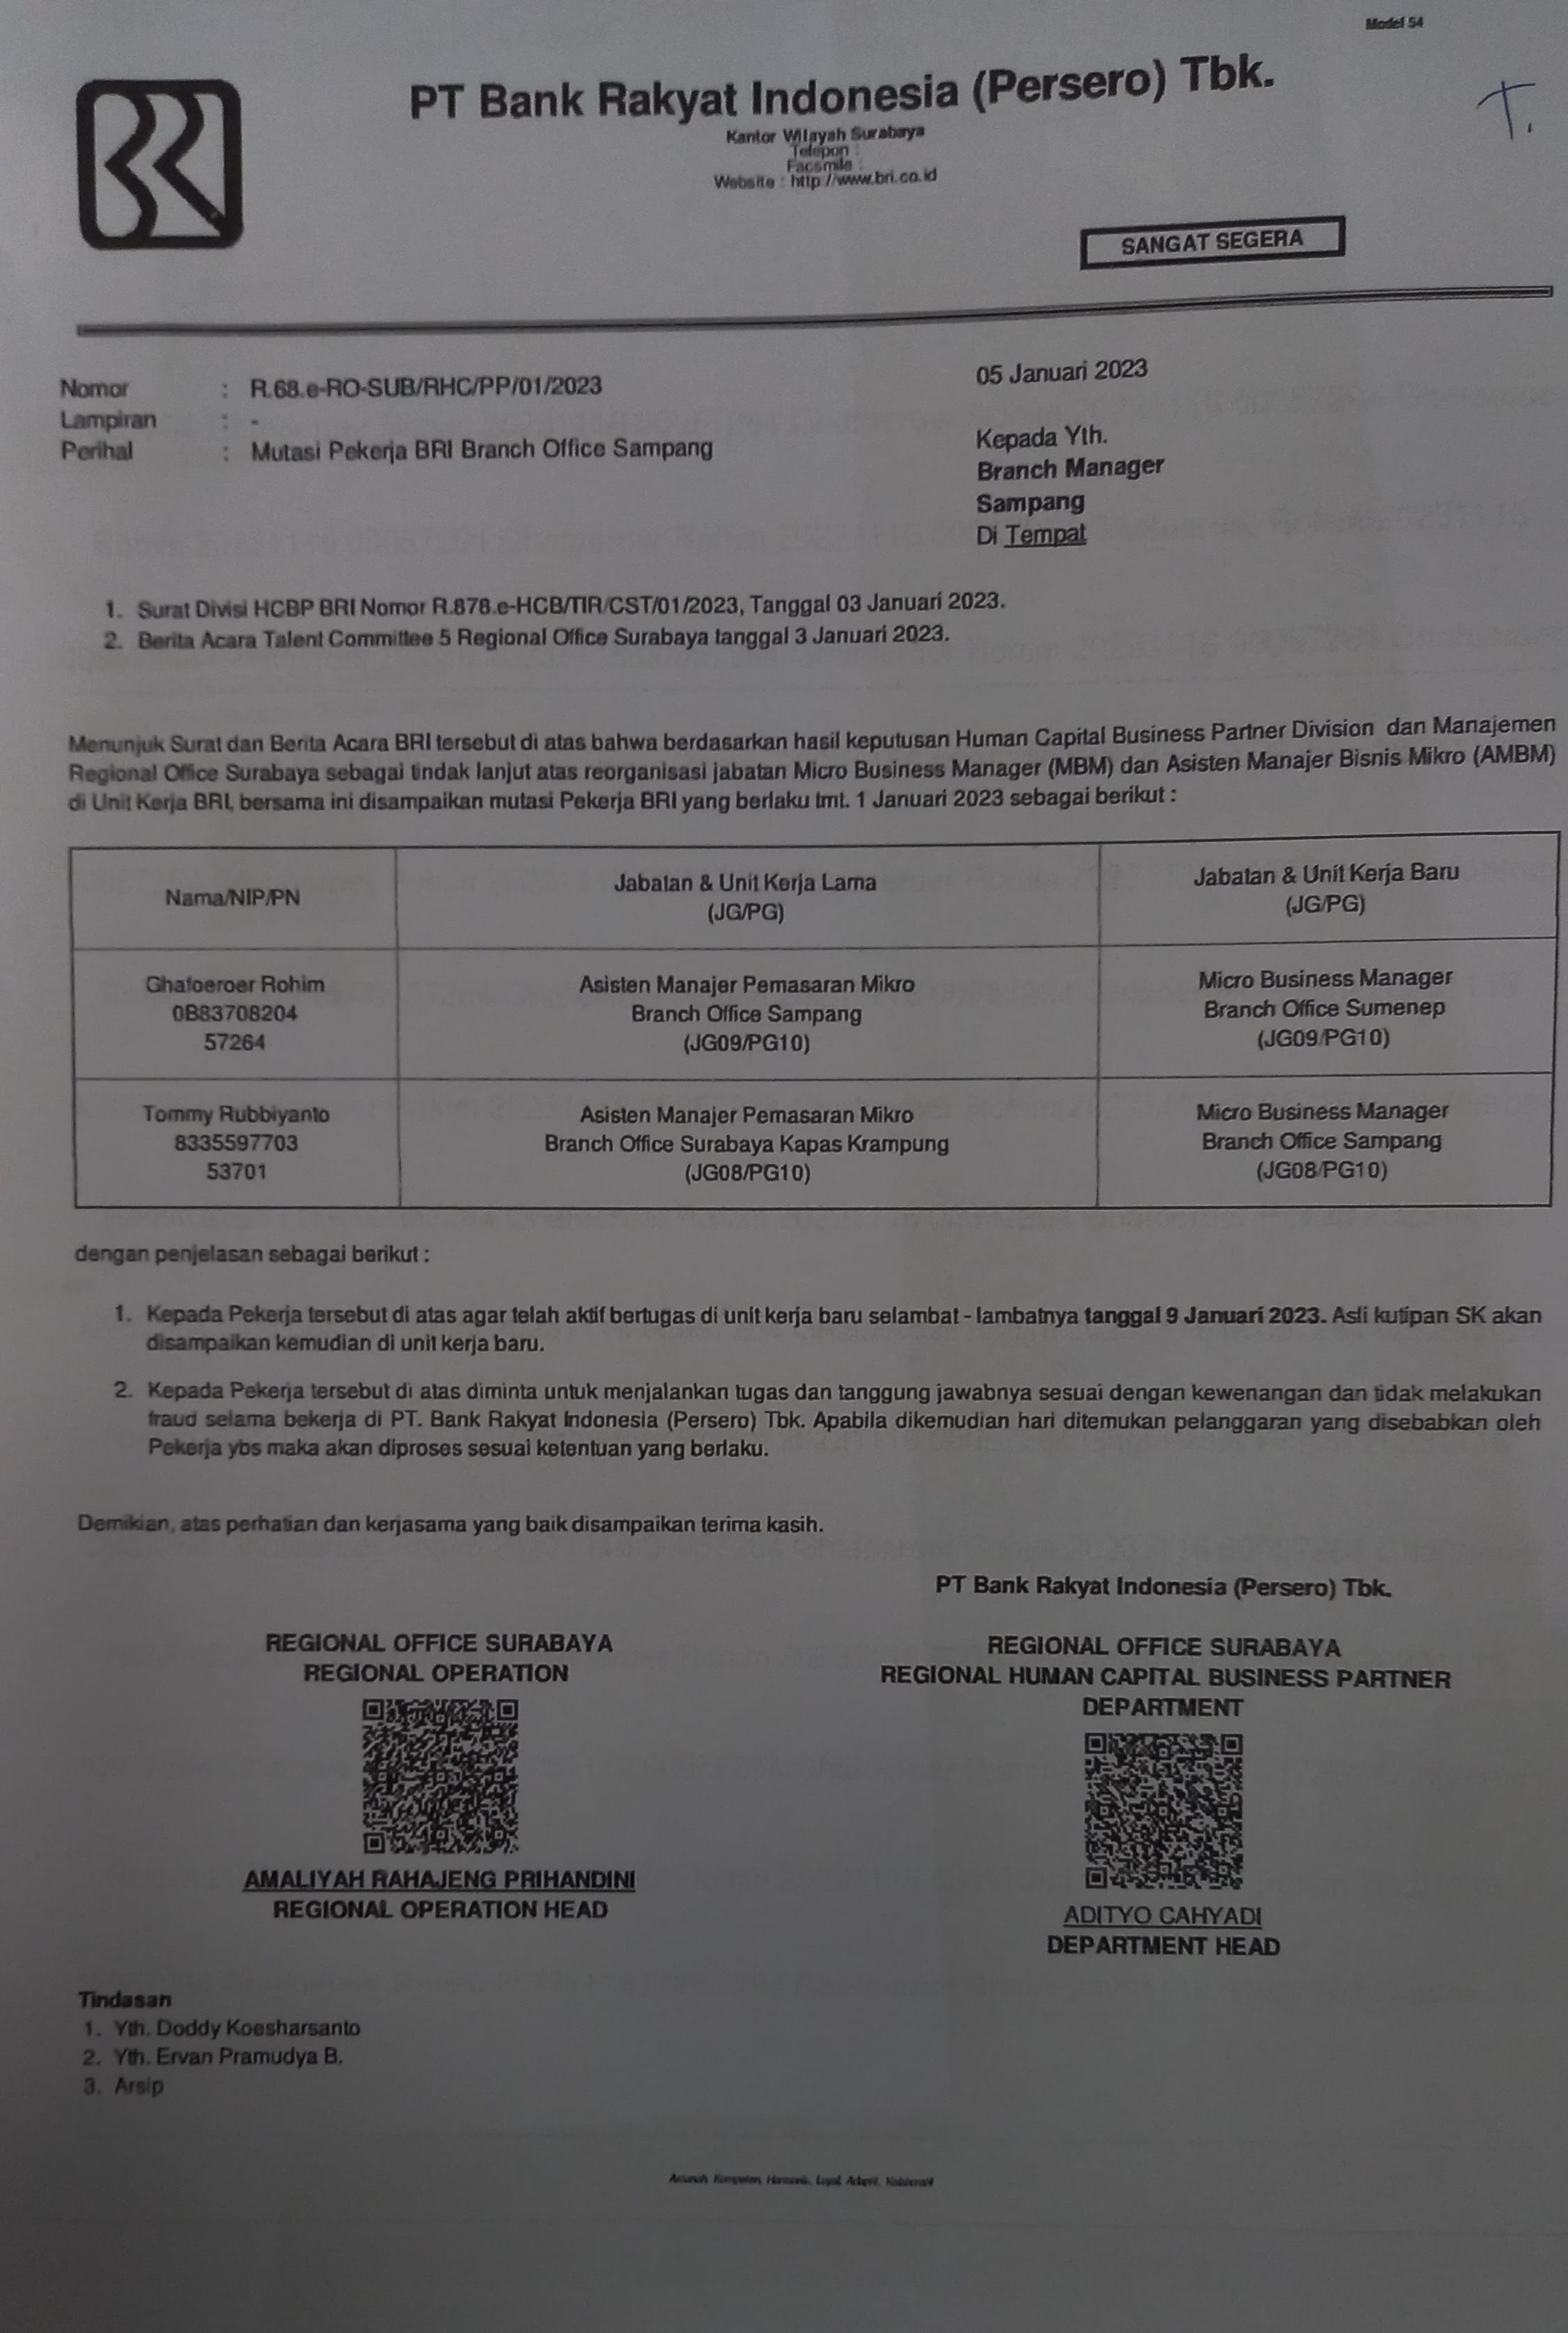 Model 54
PT Bank Rakyat Indonesia (Persero) Tbk.
T.
Kantor Wilayah Surabaya
Telepon :
Facsmile :
Website : http://www.bri.co.id
SANGAT SEGERA
05 Januari 2023
Nomor : R.68.e-RO-SUB/RHC/PP/01/2023
Lampiran : -
Perihal : Mutasi Pekerja BRI Branch Office Sampang
Kepada Yth.
Branch Manager
Sampang
Di Tempat
1. Surat Divisi HCBP BRI Nomor R.878.e-HCB/TIR/CST/01/2023, Tanggal 03 Januari 2023.
2. Berita Acara Talent Committee 5 Regional Office Surabaya tanggal 3 Januari 2023.
Menunjuk Surat dan Berita Acara BRI tersebut di atas bahwa berdasarkan hasil keputusan Human Capital Business Partner Division dan Manajemen
Regional Office Surabaya sebagai tindak lanjut atas reorganisasi jabatan Micro Business Manager (MBM) dan Asisten Manajer Bisnis Mikro (AMBM)
di Unit Kerja BRI, bersama ini disampaikan mutasi Pekerja BRI yang berlaku tmt. 1 Januari 2023 sebagai berikut :
Nama/NIP/PN
Jabatan & Unit Kerja Lama
(JG/PG)
Jabatan & Unit Kerja Baru
(JG/PG)
Ghafoeroer Rohim
0B83708204
57264
Asisten Manajer Pemasaran Mikro
Branch Office Sampang
(JG09/PG10)
Micro Business Manager
Branch Office Sumenep
(JG09/PG10)
Tommy Rubbiyanto
8335597703
53701
Asisten Manajer Pemasaran Mikro
Branch Office Surabaya Kapas Krampung
(JG08/PG10)
Micro Business Manager
Branch Office Sampang
(JG08/PG10)
dengan penjelasan sebagai berikut :
1. Kepada Pekerja tersebut di atas agar telah aktif bertugas di unit kerja baru selambat - lambatnya tanggal 9 Januari 2023. Asli kutipan SK akan
disampaikan kemudian di unit kerja baru.
2. Kepada Pekerja tersebut di atas diminta untuk menjalankan tugas dan tanggung jawabnya sesuai dengan kewenangan dan tidak melakukan
fraud selama bekerja di PT. Bank Rakyat Indonesia (Persero) Tbk. Apabila dikemudian hari ditemukan pelanggaran yang disebabkan oleh
Pekerja ybs maka akan diproses sesuai ketentuan yang berlaku.
Demikian, atas perhatian dan kerjasama yang baik disampaikan terima kasih.
PT Bank Rakyat Indonesia (Persero) Tbk.
REGIONAL OFFICE SURABAYA
REGIONAL OPERATION
AMALIYAH RAHAJENG PRIHANDINI
REGIONAL OPERATION HEAD
REGIONAL OFFICE SURABAYA
REGIONAL HUMAN CAPITAL BUSINESS PARTNER
DEPARTMENT
ADITYO CAHYADI
DEPARTMENT HEAD
Tindasan
1. Yth. Doddy Koesharsanto
2. Yth. Ervan Pramudya B.
3. Arsip
Amanah, Kompeten, Harmonis, Loyal, Adaptif, Kolaboratif